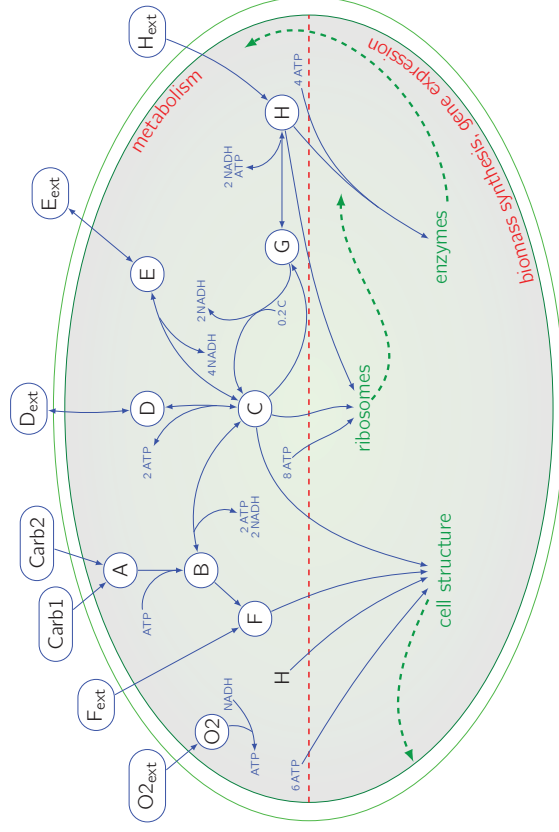 O2ext
Fext
Carb1
Carb2
Dext
Eext
Hext
metabolism
O2
NADH
ATP
A
ATP
B
F
2 ATP
2 NADH
D
2 ATP
E
4 NADH
C
2 NADH
0.2 C
G
2 NADH
ATP
H
4 ATP
H
6 ATP
8 ATP
ribosomes
enzymes
cell structure
biomass synthesis, gene expression